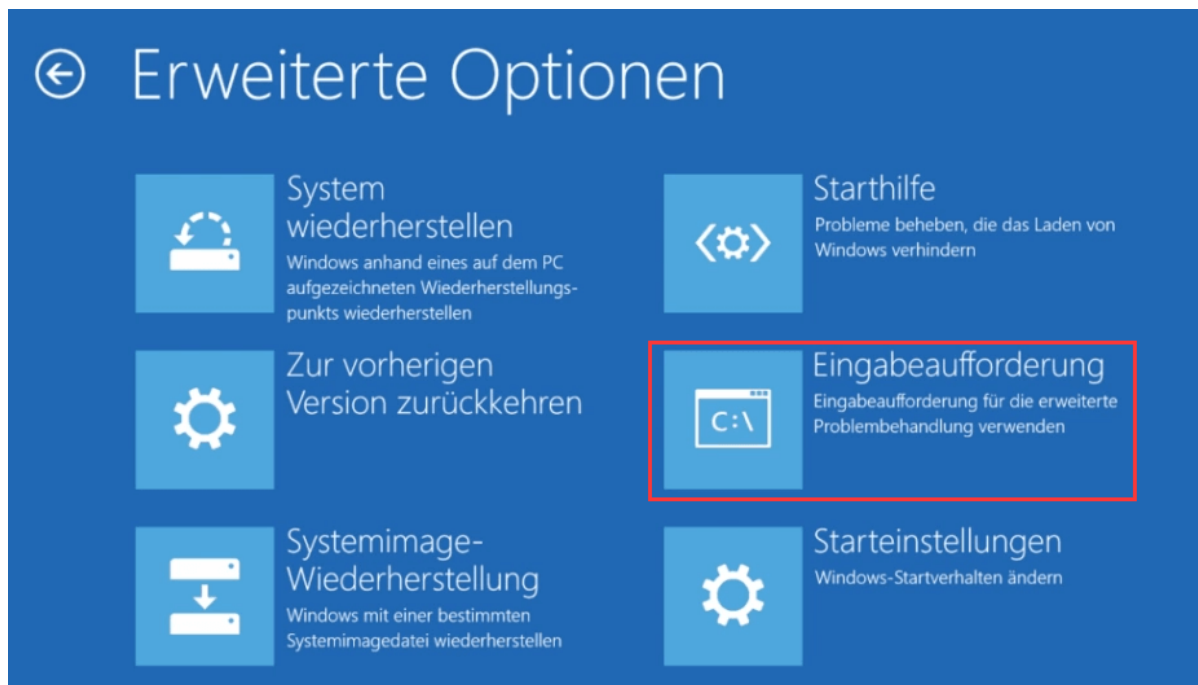 Erweiterte Optionen
System
wiederherstellen
Windows anhand eines auf dem PC
aufgezeichneten Wiederherstellungs-
punkts wiederherstellen
Starthilfe
Probleme beheben, die das Laden von
Windows verhindern
Zur vorherigen
Version zurückkehren
C:\
Eingabeaufforderung
Eingabeaufforderung für die erweiterte
Problembehandlung verwenden
Systemimage-
Wiederherstellung
Windows mit einer bestimmten
Systemimagedatei wiederherstellen
Starteinstellungen
Windows-Startverhalten ändern